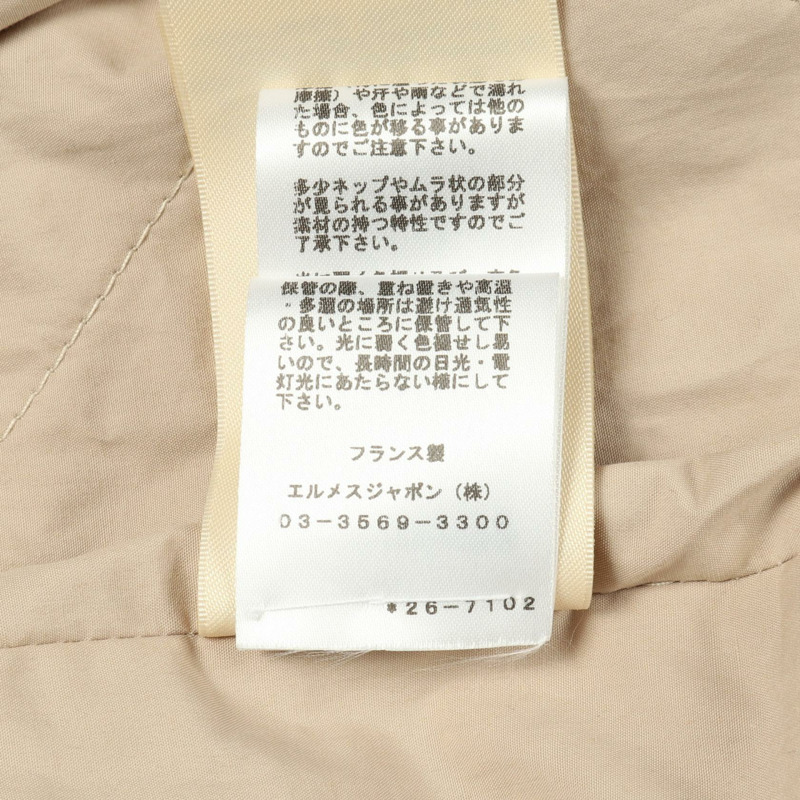 摩擦）や汗や雨などで濡れ
た場合、色によっては他の
ものに色が移る事がありま
すのでご注意下さい。
多少ネップやムラ状の部分
が見られる事がありますが
素材の持つ特性ですのでご
了承下さい。
保管の際、重ね置きや高温
・多湿の場所は避け通気性
の良いところに保管して下
さい。光に弱く色褪せし易
いので、長時間の日光・電
灯光にあたらない様にして
下さい。
フランス製
エルメスジャポン（株）
03-3569-3300
*26-7102